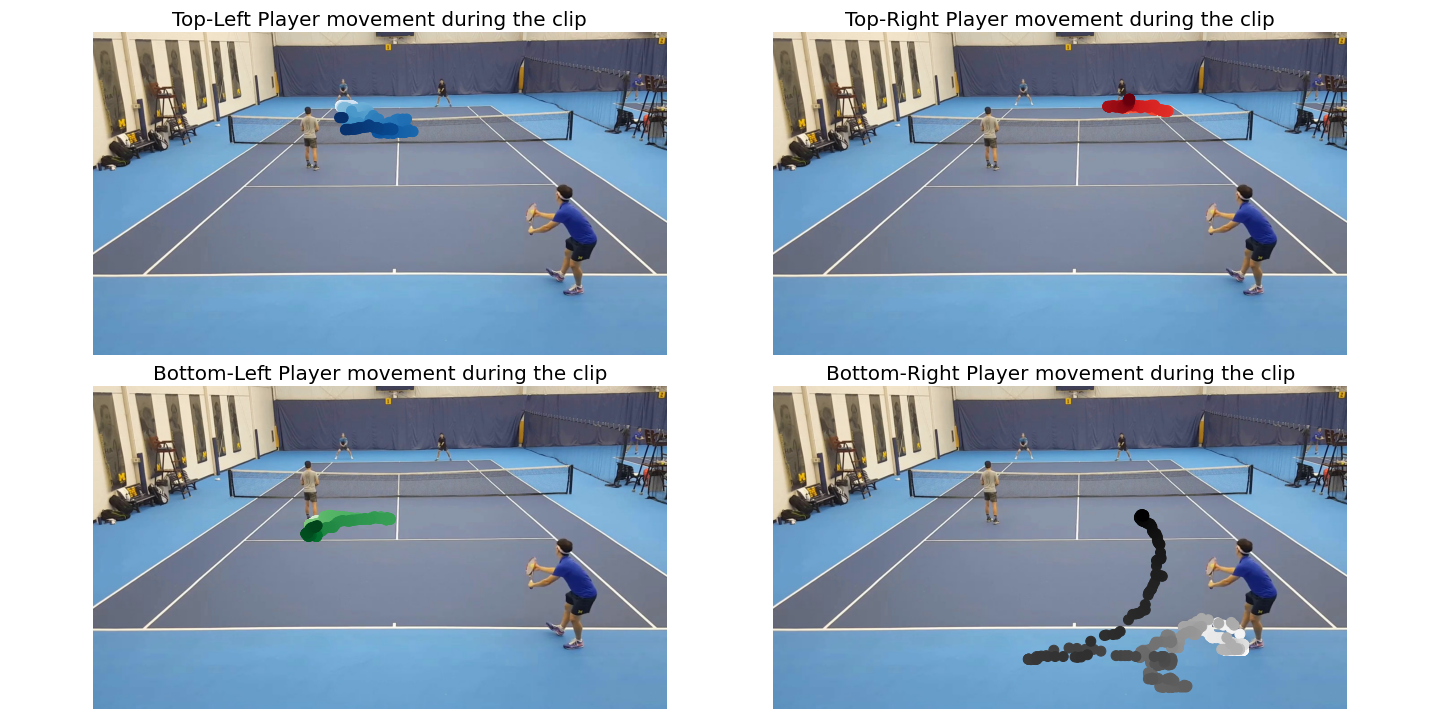 Top-Left Player movement during the clip
Top-Right Player movement during the clip
Bottom-Left Player movement during the clip
Bottom-Right Player movement during the clip